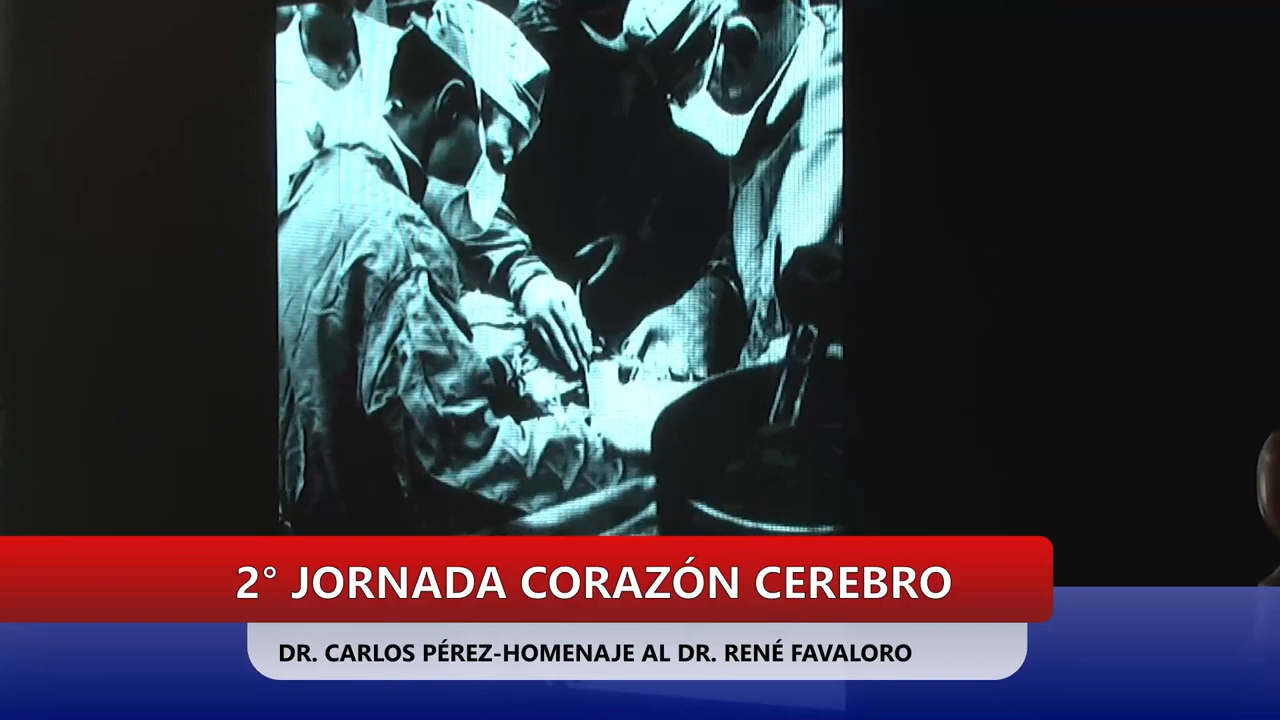 2° JORNADA CORAZÓN CEREBRO
DR. CARLOS PÉREZ-HOMENAJE AL DR. RENÉ FAVALORO